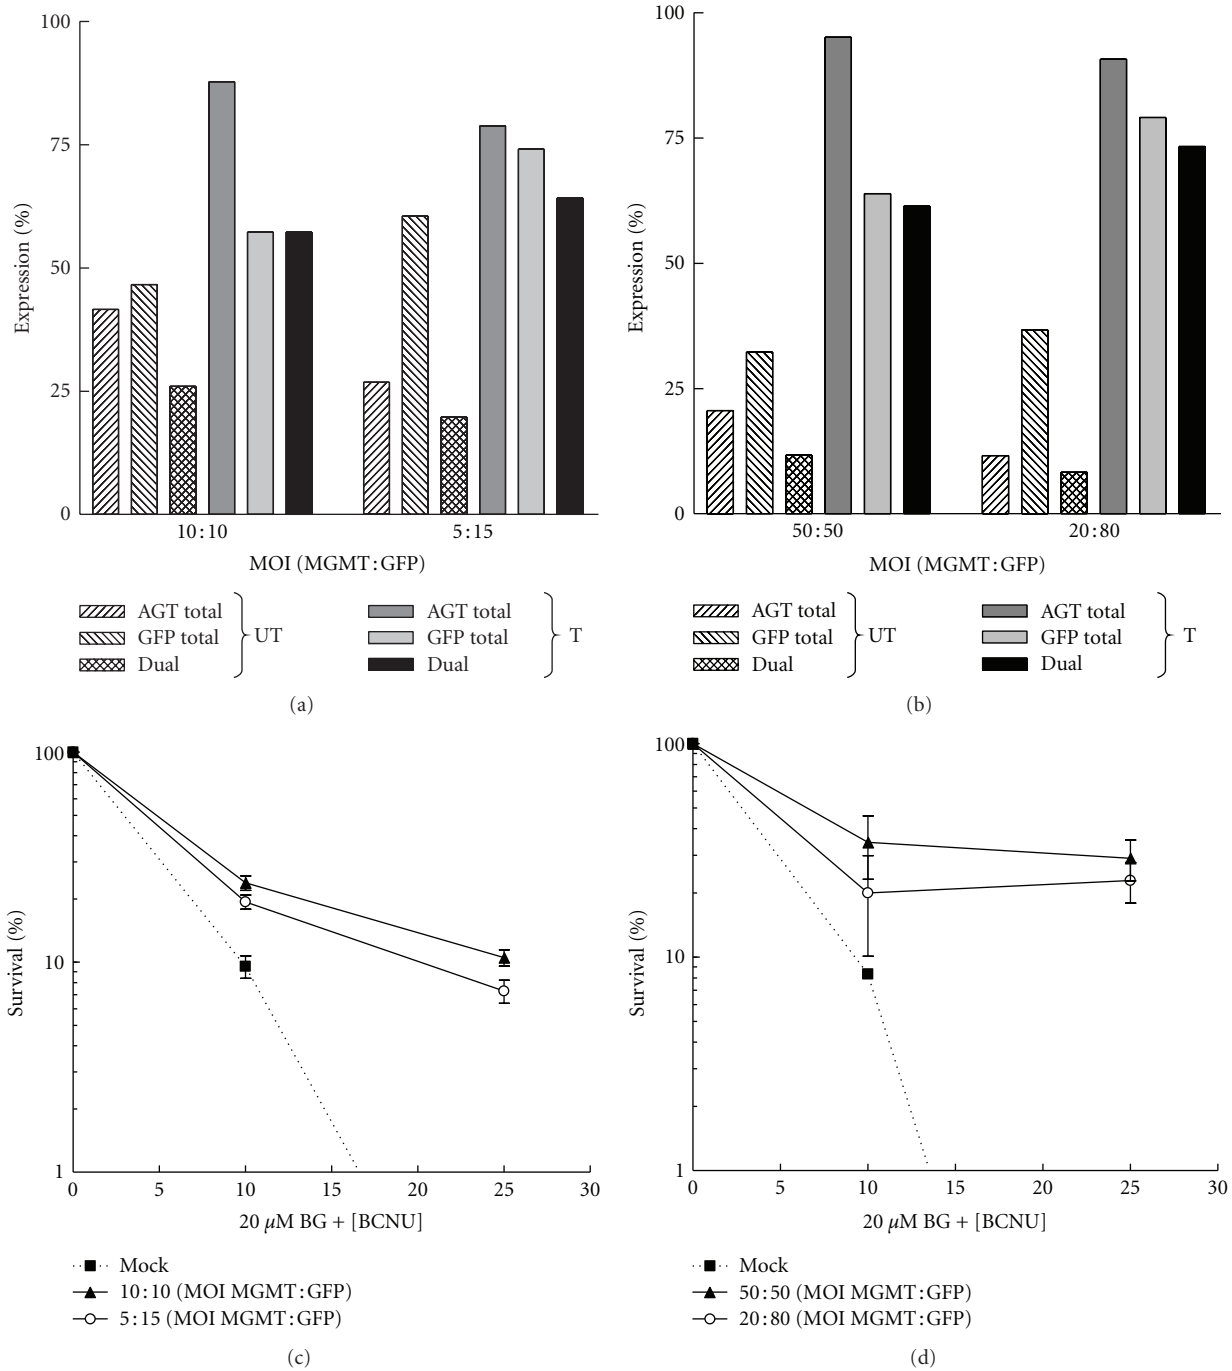 100
75
50
25
0
Expression (%)
10:10
5:15
MOI (MGMT:GFP)
AGT total
GFP total
Dual
UT
AGT total
GFP total
Dual
T
(a)
100
75
50
25
0
Expression (%)
50:50
20:80
MOI (MGMT:GFP)
AGT total
GFP total
Dual
UT
AGT total
GFP total
Dual
T
(b)
100
10
1
Survival (%)
0 5 10 15 20 25 30
20 μM BG + [BCNU]
Mock
10:10 (MOI MGMT:GFP)
5:15 (MOI MGMT:GFP)
(c)
100
10
1
Survival (%)
0 5 10 15 20 25 30
20 μM BG + [BCNU]
Mock
50:50 (MOI MGMT:GFP)
20:80 (MOI MGMT:GFP)
(d)